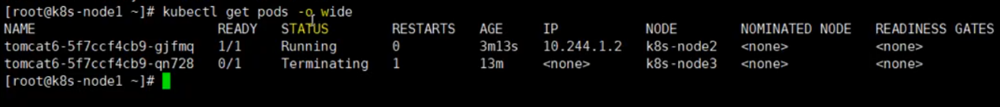 [root@k8s-node1 ~]# kubectl get pods -o wide
NAME READY STATUS RESTARTS AGE IP NODE NOMINATED NODE READINESS GATES
tomcat6-5f7ccf4cb9-gjfmq 1/1 Running 0 3m13s 10.244.1.2 k8s-node2 <none> <none>
tomcat6-5f7ccf4cb9-qn728 0/1 Terminating 1 13m <none> k8s-node3 <none> <none>
[root@k8s-node1 ~]#